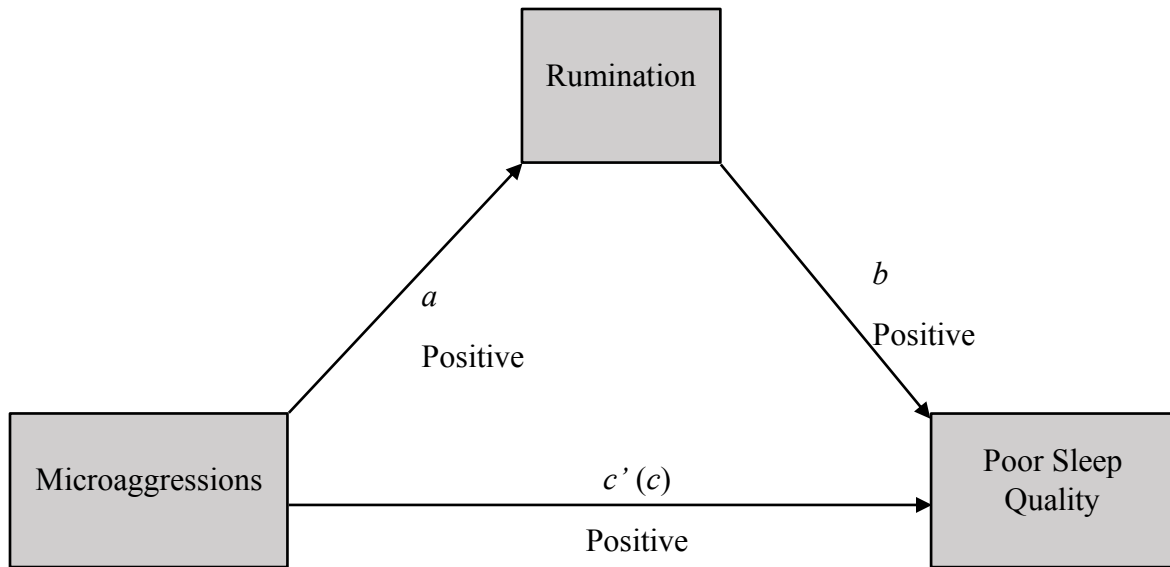 Rumination
a
Positive
b
Positive
Microaggressions
c’ (c)
Positive
Poor Sleep
Quality